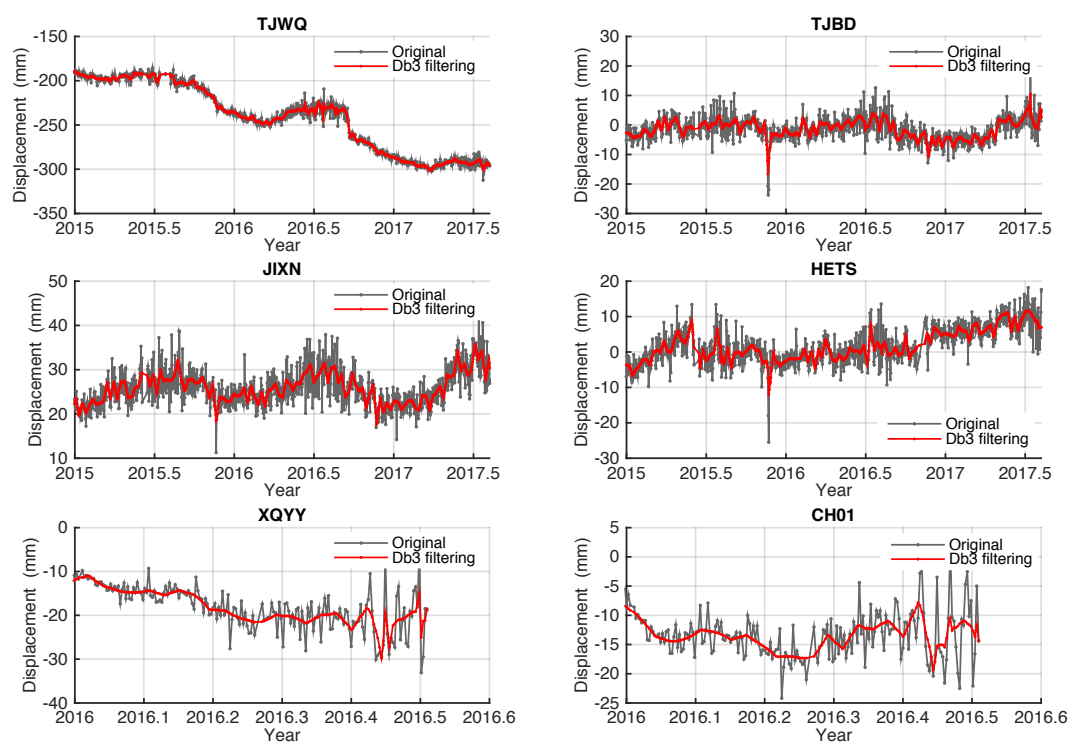 TJWQ
-150
-200
-250
-300
-350
Displacement (mm)
Original
Db3 filtering
2015 2015.5 2016 2016.5 2017 2017.5
Year
TJBD
30
20
10
0
-10
-20
-30
Displacement (mm)
Original
Db3 filtering
2015 2015.5 2016 2016.5 2017 2017.5
Year
JIXN
50
40
30
20
10
Displacement (mm)
Original
Db3 filtering
2015 2015.5 2016 2016.5 2017 2017.5
Year
HETS
20
10
0
-10
-20
-30
Displacement (mm)
Original
Db3 filtering
2015 2015.5 2016 2016.5 2017 2017.5
Year
XQYY
0
-10
-20
-30
-40
Displacement (mm)
Original
Db3 filtering
2016 2016.1 2016.2 2016.3 2016.4 2016.5 2016.6
Year
CH01
5
0
-5
-10
-15
-20
-25
Displacement (mm)
Original
Db3 filtering
2016 2016.1 2016.2 2016.3 2016.4 2016.5 2016.6
Year